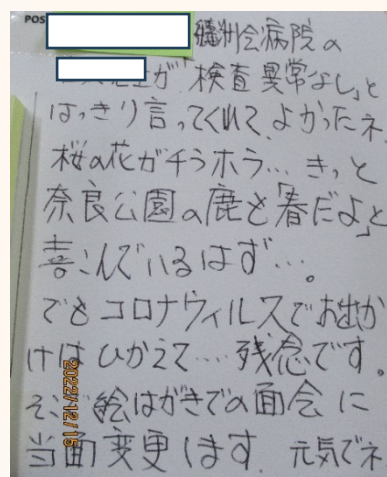 POS
徳洲会病院の
が「検査異常なし」と
はっきり言ってくれて、よかったネ.
桜の花がチラホラ… きっと
奈良公園の鹿も「春だよ」と
喜こんでいるはず…。
でもコロナウィルスでお出か
けはひかえて… 残念です。
そこで絵はがきでの面会に
当面変更します. 元気でネ
2022/12/15